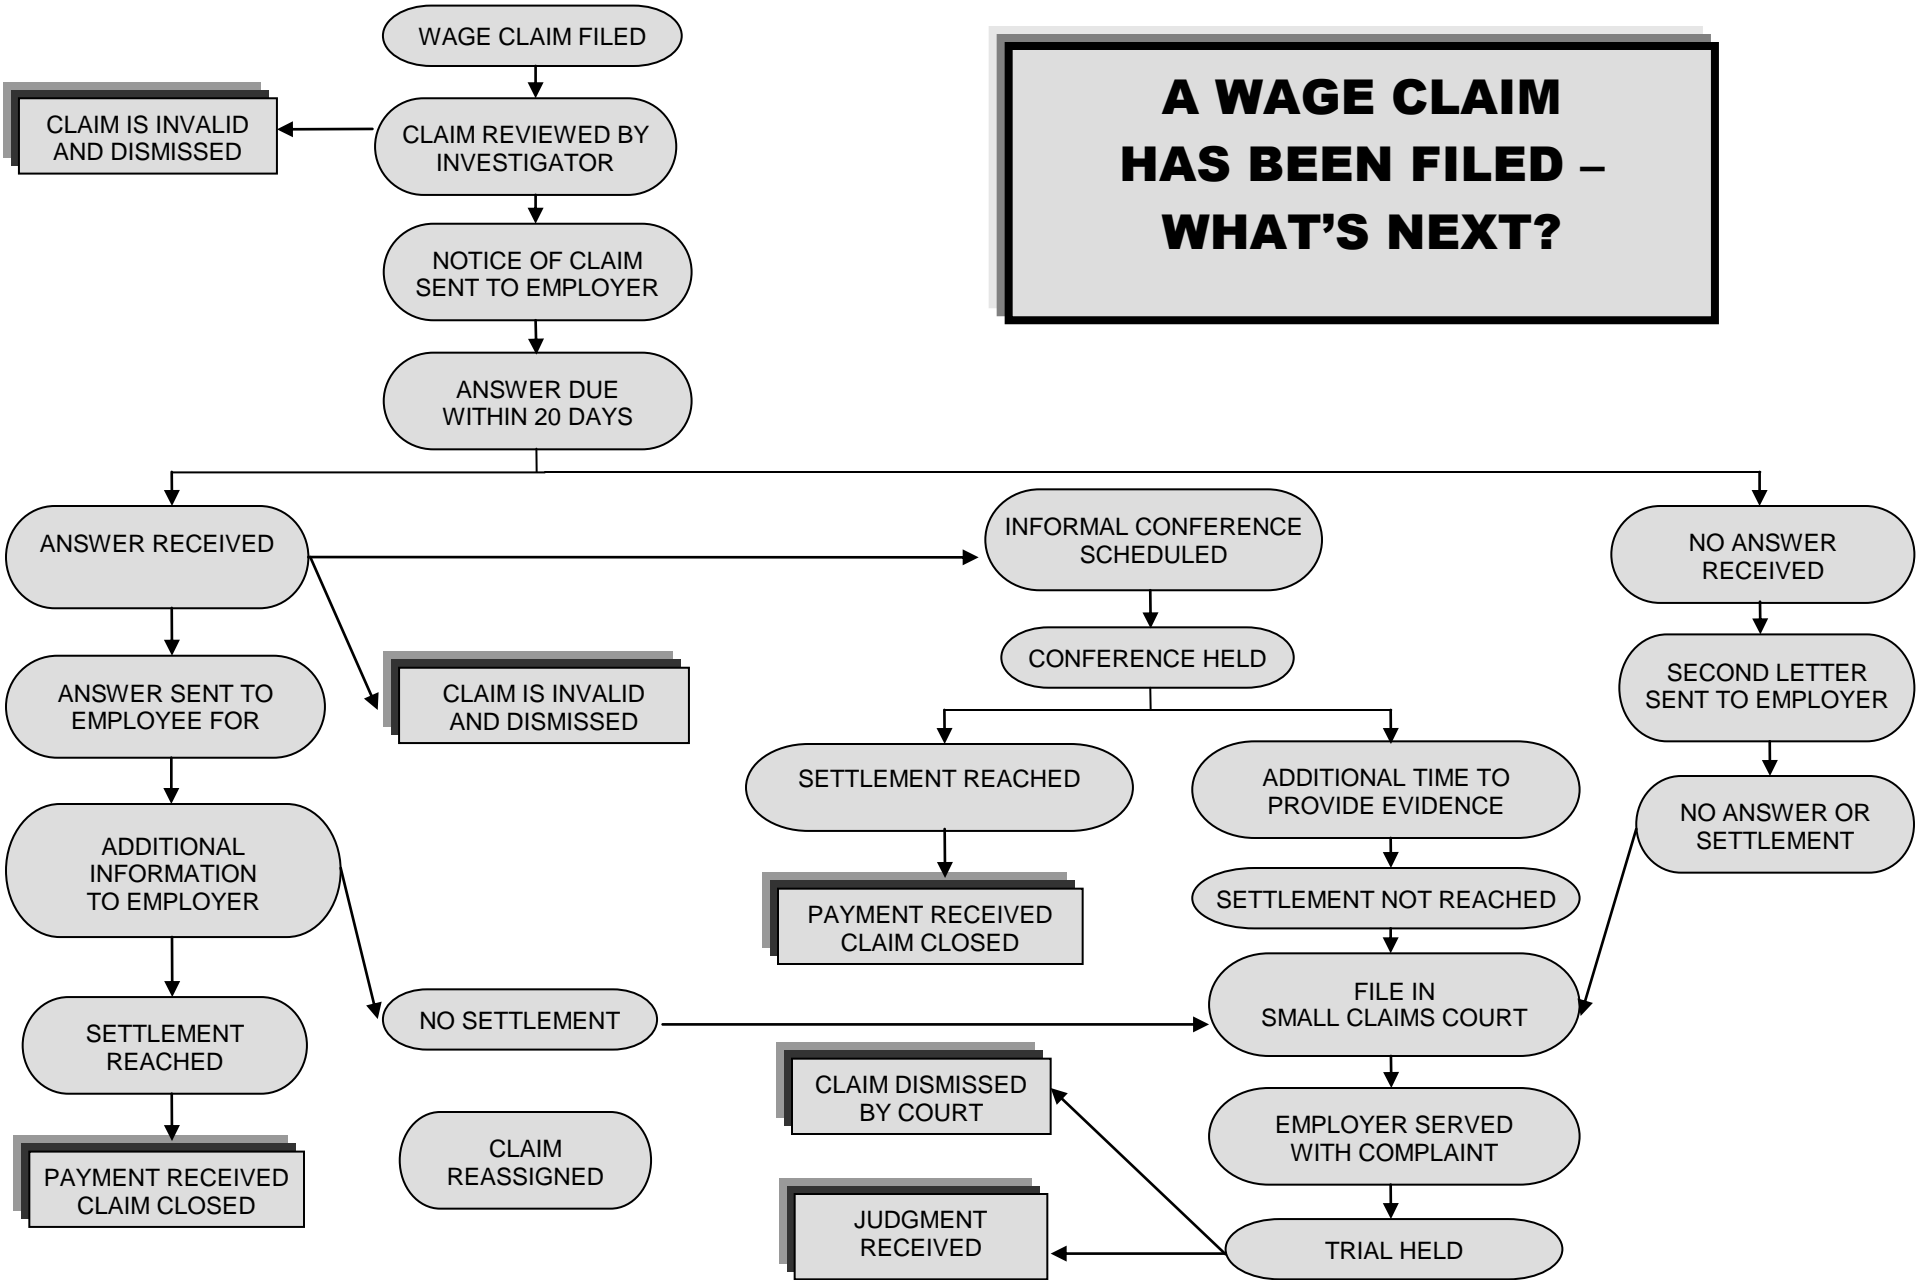 WAGE CLAIM FILED
A WAGE CLAIM
HAS BEEN FILED –
WHAT'S NEXT?
CLAIM IS INVALID
AND DISMISSED
CLAIM REVIEWED BY
INVESTIGATOR
NOTICE OF CLAIM
SENT TO EMPLOYER
ANSWER DUE
WITHIN 20 DAYS
ANSWER RECEIVED
INFORMAL CONFERENCE
SCHEDULED
NO ANSWER
RECEIVED
ANSWER SENT TO
EMPLOYEE FOR
CLAIM IS INVALID
AND DISMISSED
CONFERENCE HELD
SECOND LETTER
SENT TO EMPLOYER
SETTLEMENT REACHED
ADDITIONAL TIME TO
PROVIDE EVIDENCE
NO ANSWER OR
SETTLEMENT
ADDITIONAL
INFORMATION
TO EMPLOYER
PAYMENT RECEIVED
CLAIM CLOSED
SETTLEMENT NOT REACHED
SETTLEMENT
REACHED
NO SETTLEMENT
FILE IN
SMALL CLAIMS COURT
CLAIM DISMISSED
BY COURT
EMPLOYER SERVED
WITH COMPLAINT
PAYMENT RECEIVED
CLAIM CLOSED
CLAIM
REASSIGNED
JUDGMENT
RECEIVED
TRIAL HELD